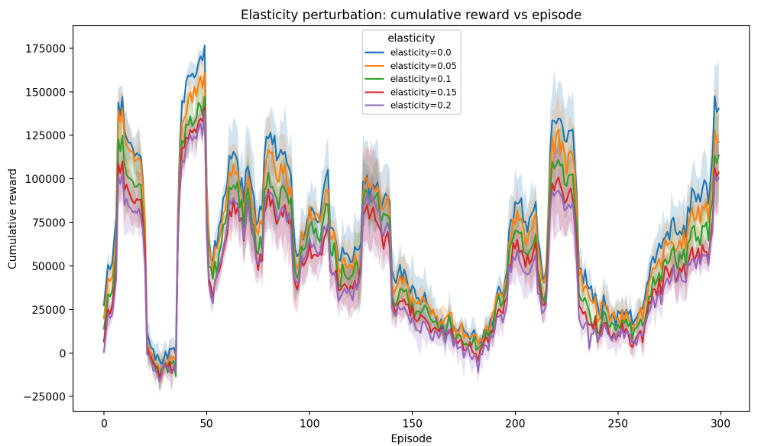 Elasticity perturbation: cumulative reward vs episode
Cumulative reward
175000
150000
125000
100000
75000
50000
25000
0
−25000
elasticity
elasticity=0.0
elasticity=0.05
elasticity=0.1
elasticity=0.15
elasticity=0.2
0
50
100
150
200
250
300
Episode